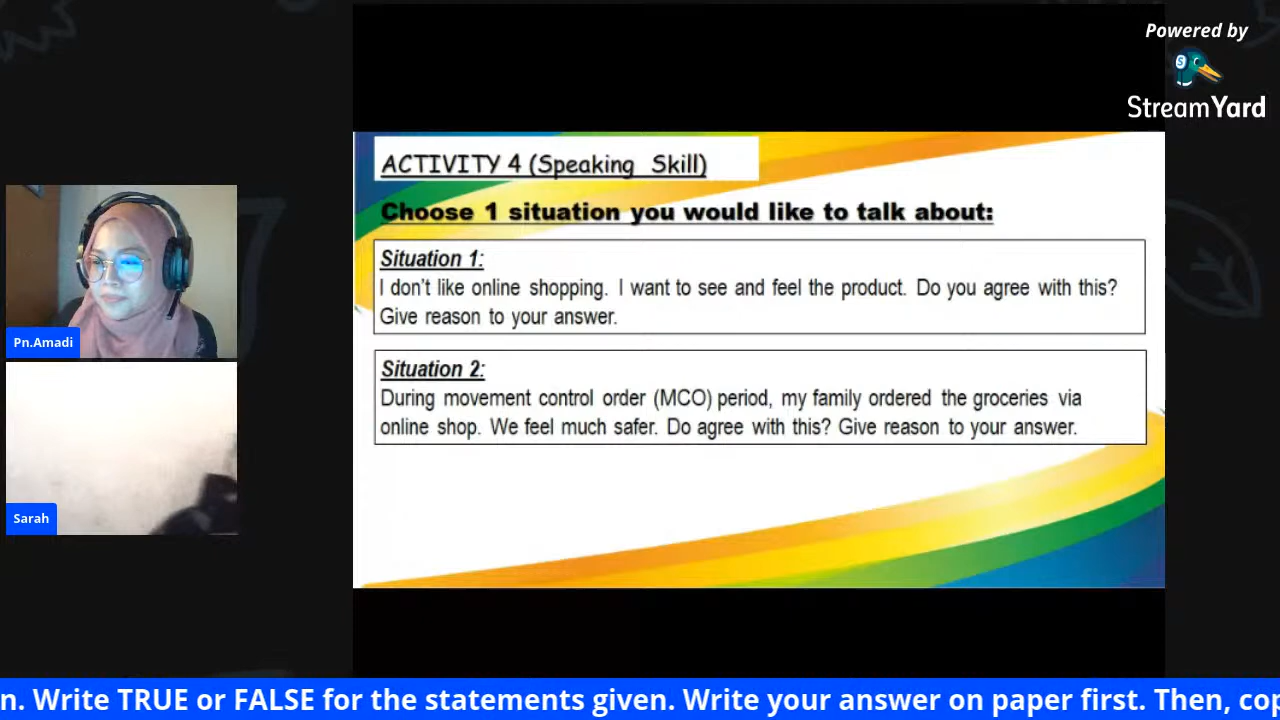 Powered by
StreamYard
ACTIVITY 4 (Speaking Skill)
Choose 1 situation you would like to talk about:
Situation 1:
I don't like online shopping. I want to see and feel the product. Do you agree with this?
Give reason to your answer.
Situation 2:
During movement control order (MCO) period, my family ordered the groceries via
online shop. We feel much safer. Do agree with this? Give reason to your answer.
Pn.Amadi
Sarah
n. Write TRUE or FALSE for the statements given. Write your answer on paper first. Then, cop